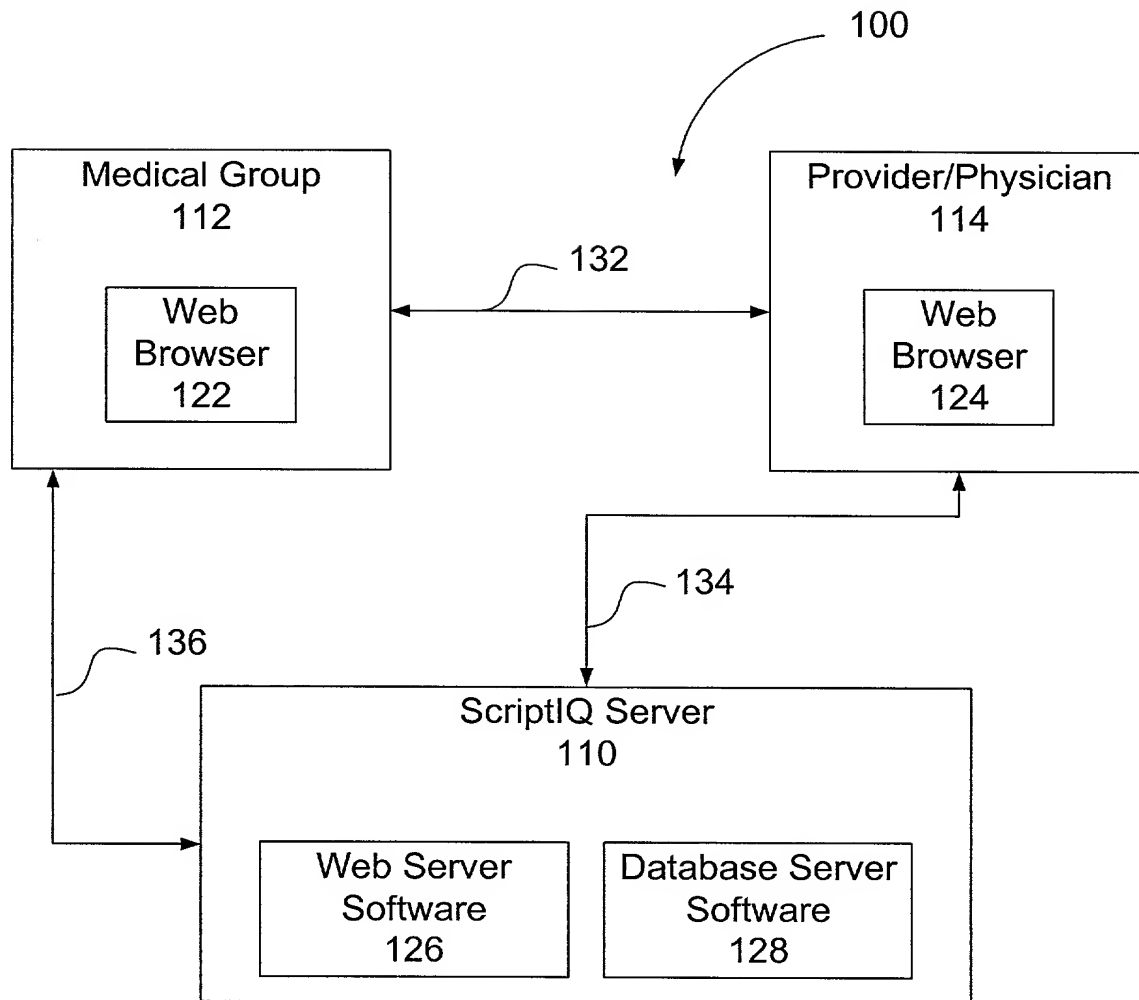 100
Medical Group
112
Provider/Physician
114
132
Web
Browser
122
Web
Browser
124
134
136
ScriptIQ Server
110
Web Server
Software
126
Database Server
Software
128